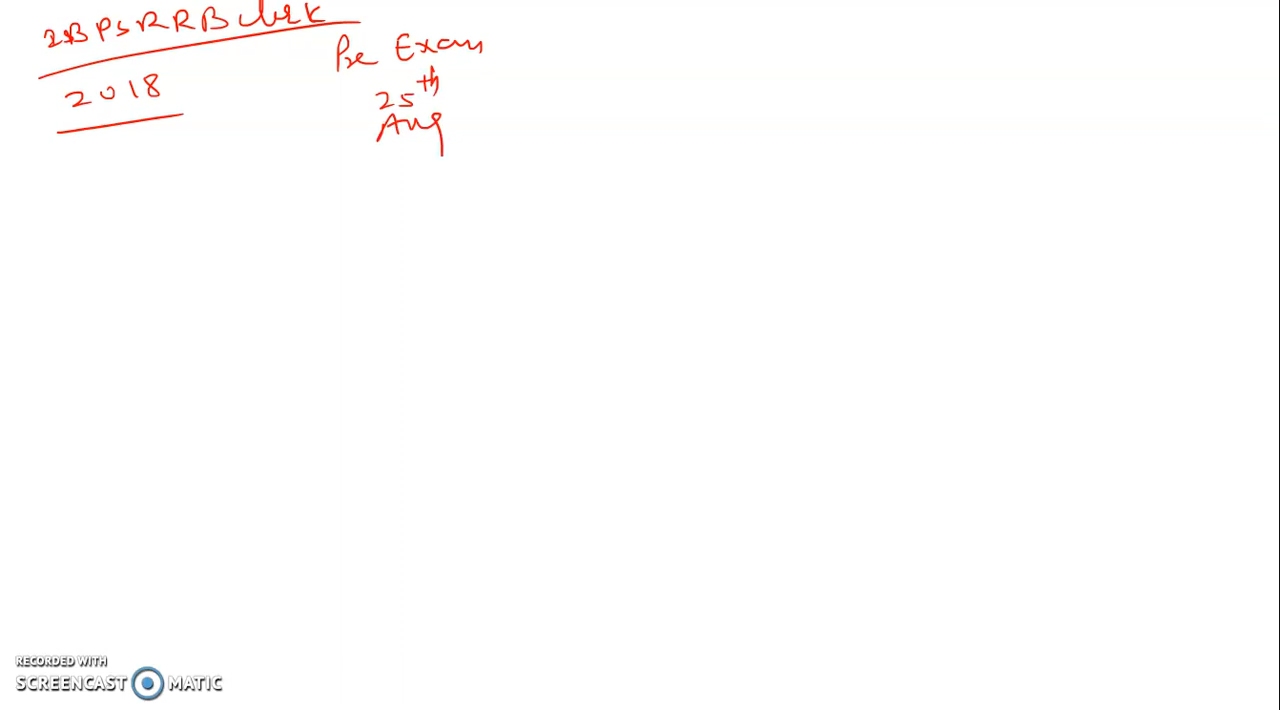 IBPS RRB Clerk
2018
Pre Exam
25th
Aug
RECORDED WITH
SCREENCAST MATIC